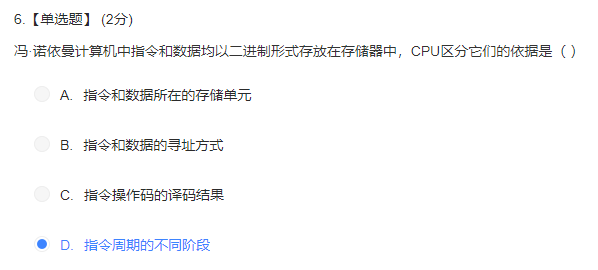 6.【单选题】 (2分)
冯·诺依曼计算机中指令和数据均以二进制形式存放在存储器中，CPU区分它们的依据是（ ）
A. 指令和数据所在的存储单元
B. 指令和数据的寻址方式
C. 指令操作码的译码结果
D. 指令周期的不同阶段